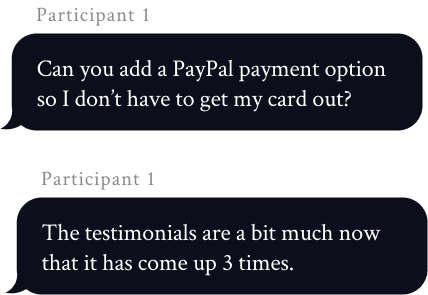 Participant 1
Can you add a PayPal payment option
so I don’t have to get my card out?
Participant 1
The testimonials are a bit much now
that it has come up 3 times.